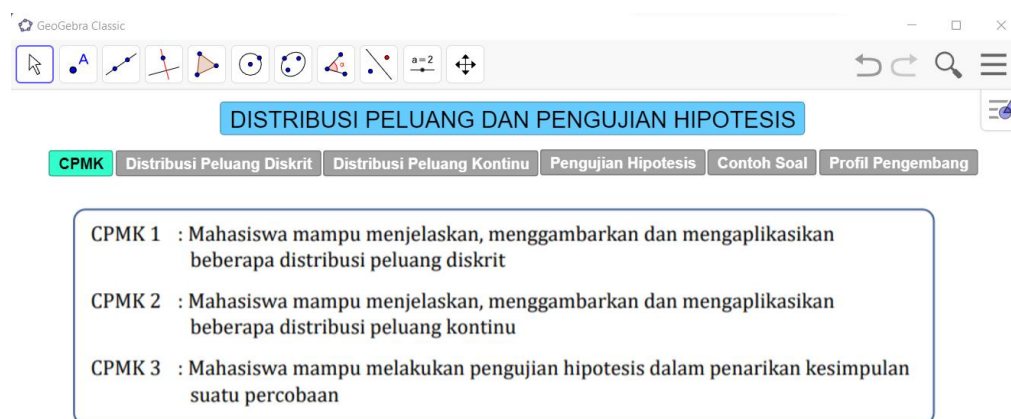 GeoGebra Classic
A
α
a = 2
DISTRIBUSI PELUANG DAN PENGUJIAN HIPOTESIS
CPMK Distribusi Peluang Diskrit Distribusi Peluang Kontinu Pengujian Hipotesis Contoh Soal Profil Pengembang
CPMK 1 : Mahasiswa mampu menjelaskan, menggambarkan dan mengaplikasikan
beberapa distribusi peluang diskrit
CPMK 2 : Mahasiswa mampu menjelaskan, menggambarkan dan mengaplikasikan
beberapa distribusi peluang kontinu
CPMK 3 : Mahasiswa mampu melakukan pengujian hipotesis dalam penarikan kesimpulan
suatu percobaan